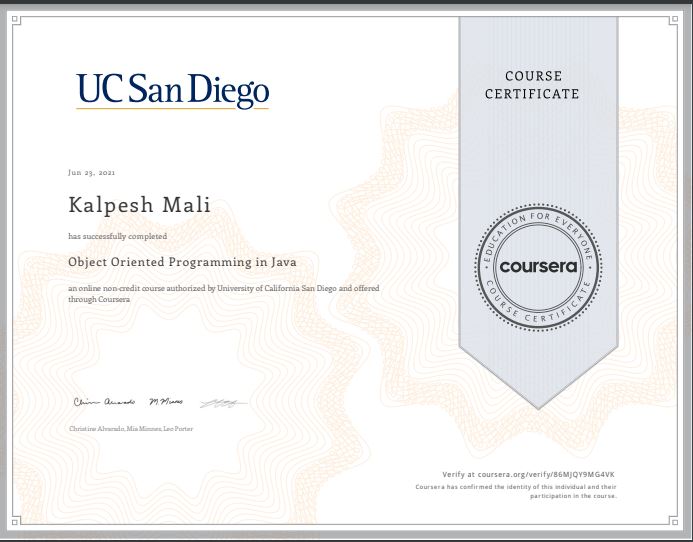 UC San Diego
COURSE
CERTIFICATE
Jun 23, 2021
Kalpesh Mali
has successfully completed
Object Oriented Programming in Java
an online non-credit course authorized by University of California San Diego and offered
through Coursera
EDUCATION FOR EVERYONE
coursera
COURSE CERTIFICATE
Christine Alvarado, Mia Minnes, Leo Porter
Verify at coursera.org/verify/86MJQY9MG4VK
Coursera has confirmed the identity of this individual and their
participation in the course.